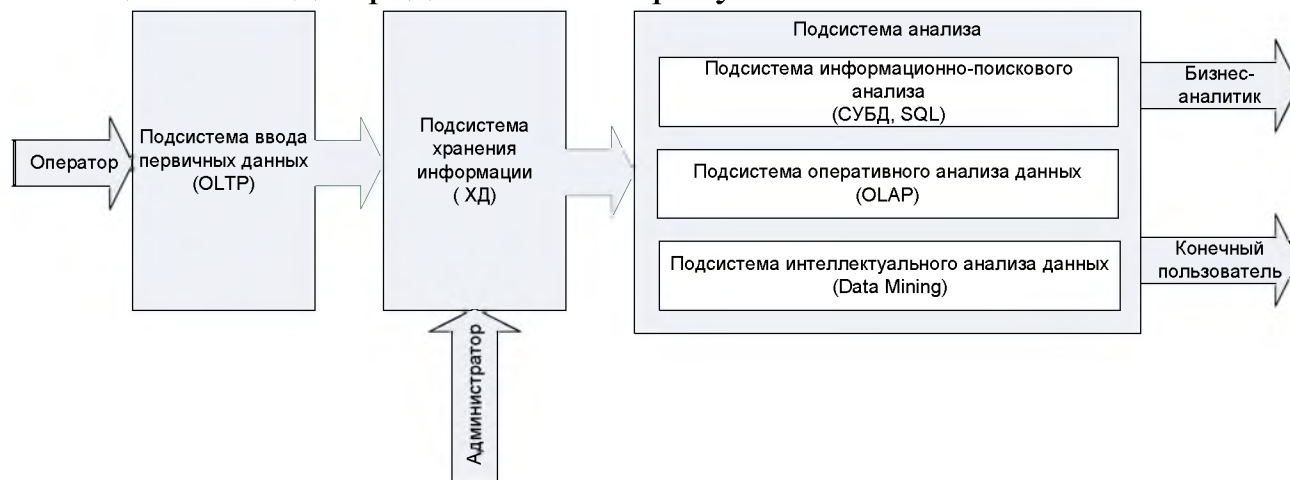 Оператор
Подсистема ввода
первичных данных
(OLTP)
Подсистема
хранения
информации
( ХД)
Администратор
Подсистема анализа
Подсистема информационно-поискового
анализа
(СУБД, SQL)
Подсистема оперативного анализа данных
(OLAP)
Подсистема интеллектуального анализа данных
(Data Mining)
Бизнес-
аналитик
Конечный
пользователь